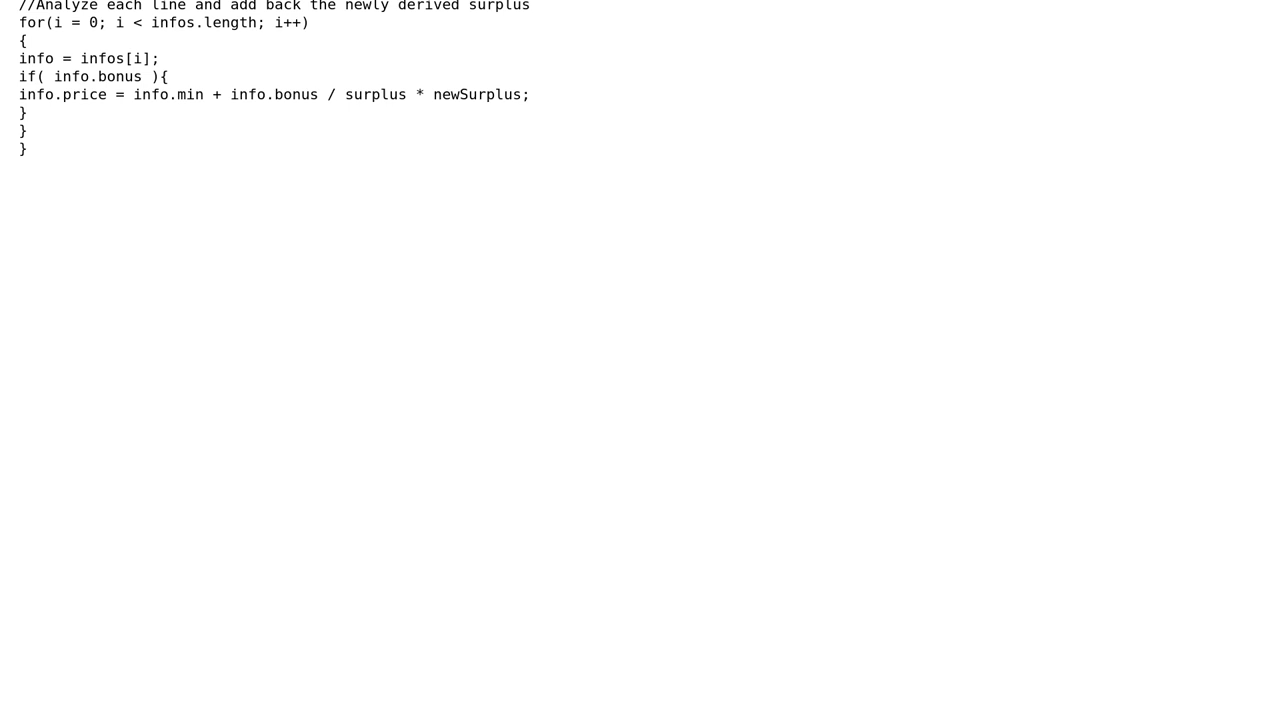 //Analyze each line and add back the newly derived surplus
for(i = 0; i < infos.length; i++)
{
info = infos[i];
if( info.bonus ){
info.price = info.min + info.bonus / surplus * newSurplus;
}
}
}